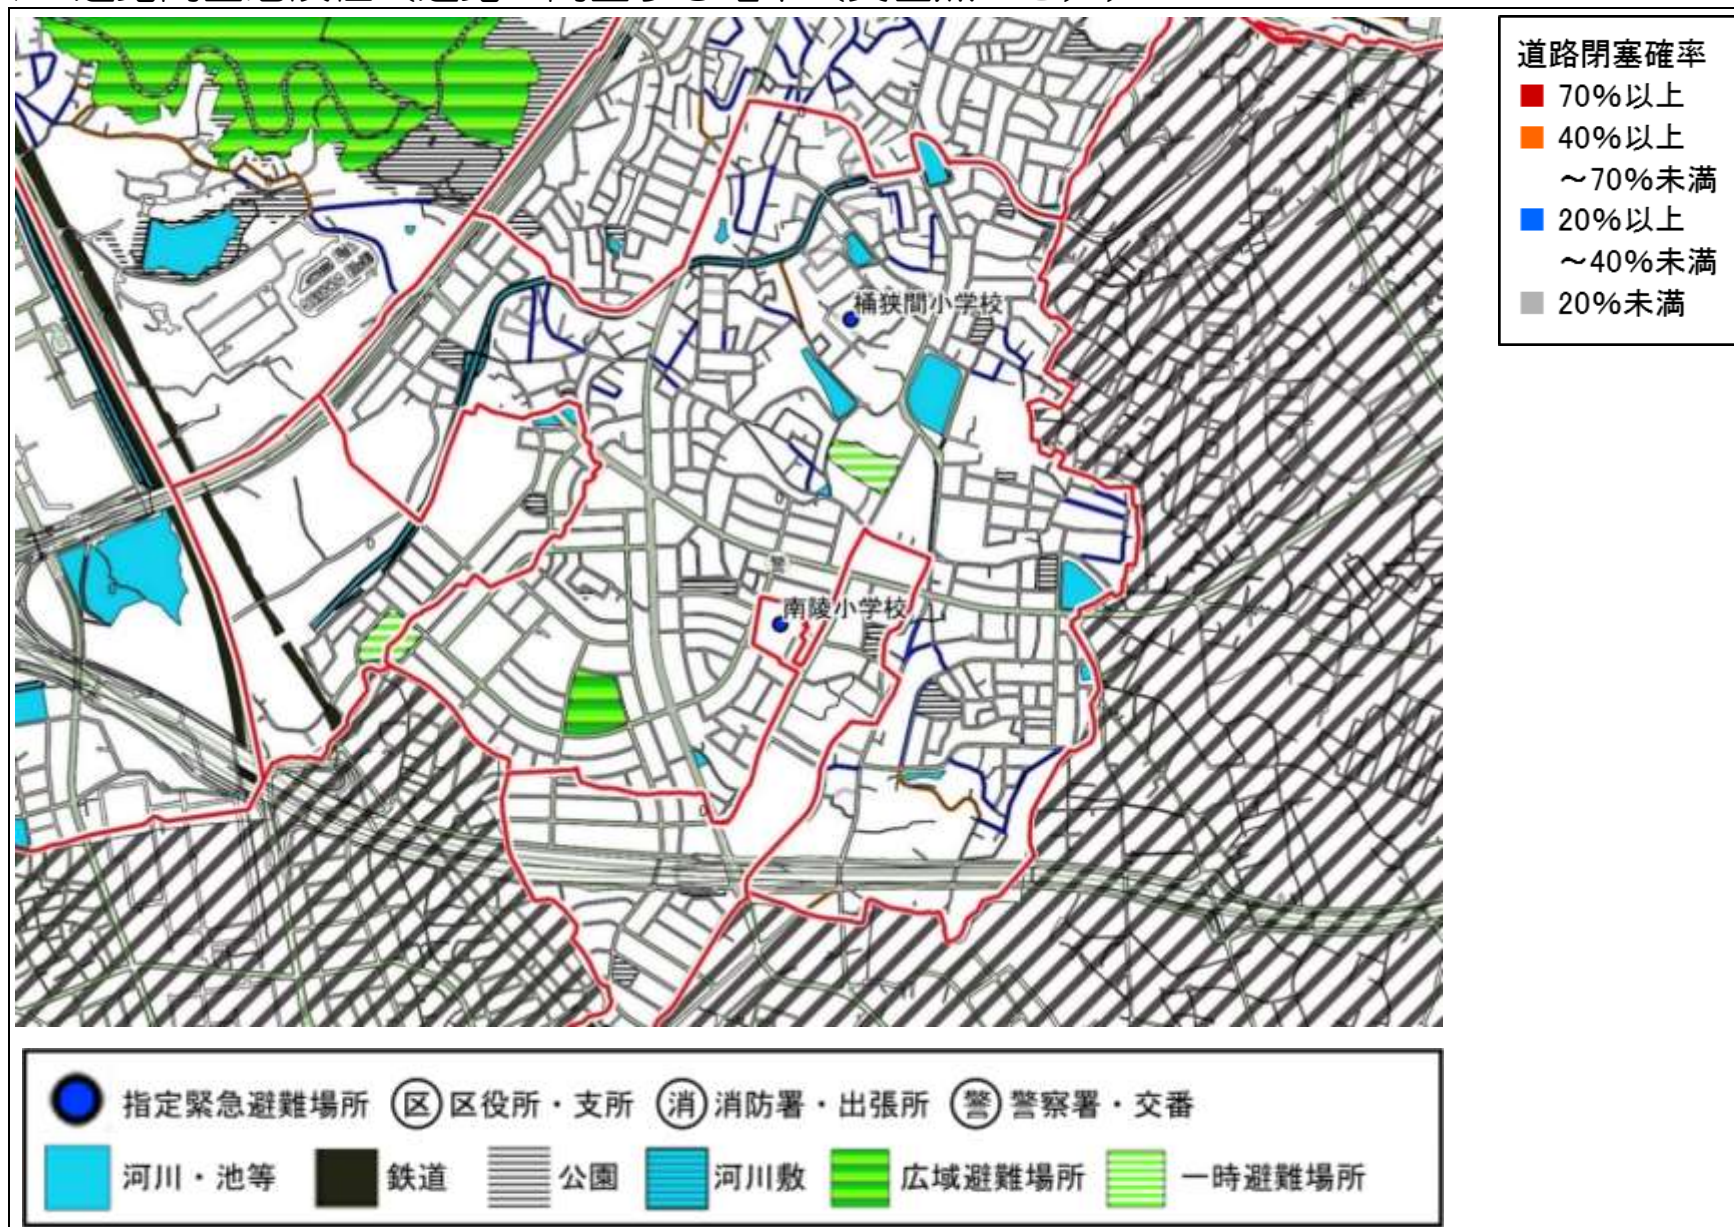 道路閉塞確率
70%以上
40%以上
～70%未満
20%以上
～40%未満
20%未満
桶狭間小学校
警
南陵小学校
指定緊急避難場所 区 区役所・支所 消 消防署・出張所 警 警察署・交番
河川・池等 鉄道 公園 河川敷 広域避難場所 一時避難場所